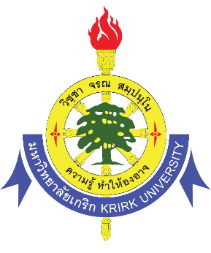 วิชฺชา จรณ สมฺปนฺโน
ความรู้ ทำให้องอาจ
มหาวิทยาลัยเกริก KRIRK UNIVERSITY